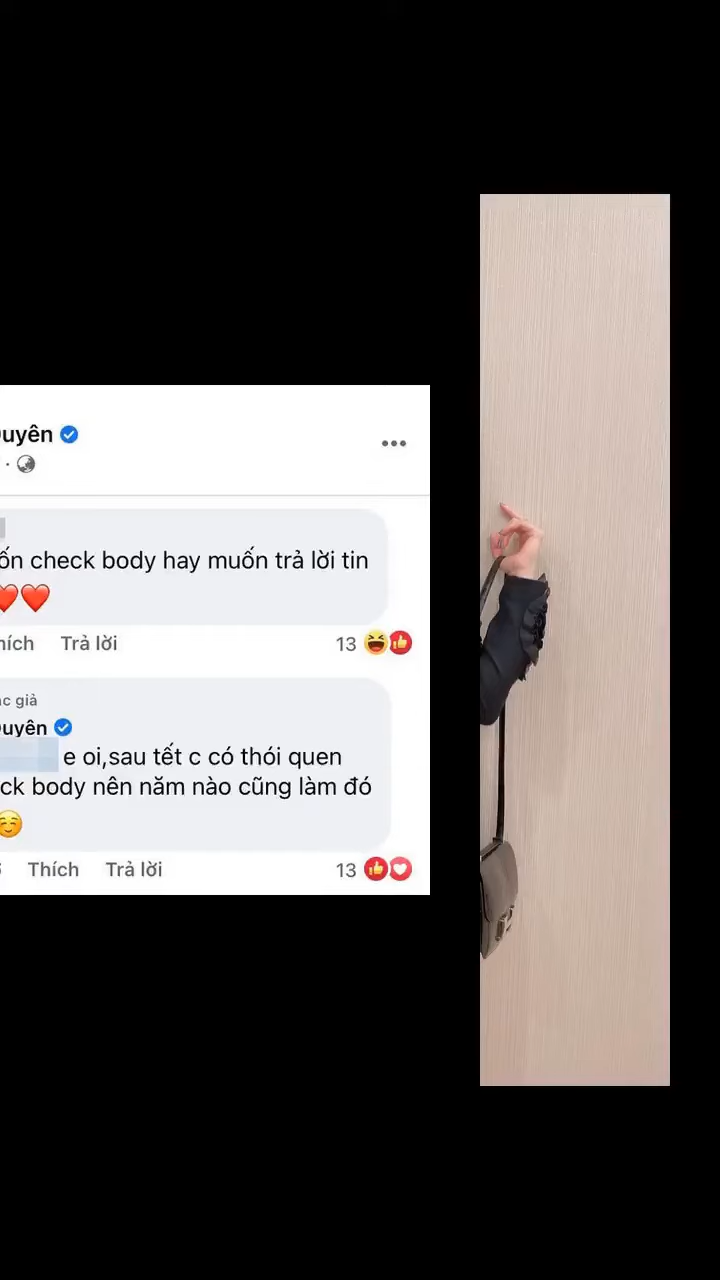 uyên
...ốn check body hay muốn trả lời tin
hích Trả lời 13
c giả
uyên
e oi,sau tết c có thói quen
ck body nên năm nào cũng làm đó
Thích Trả lời 13